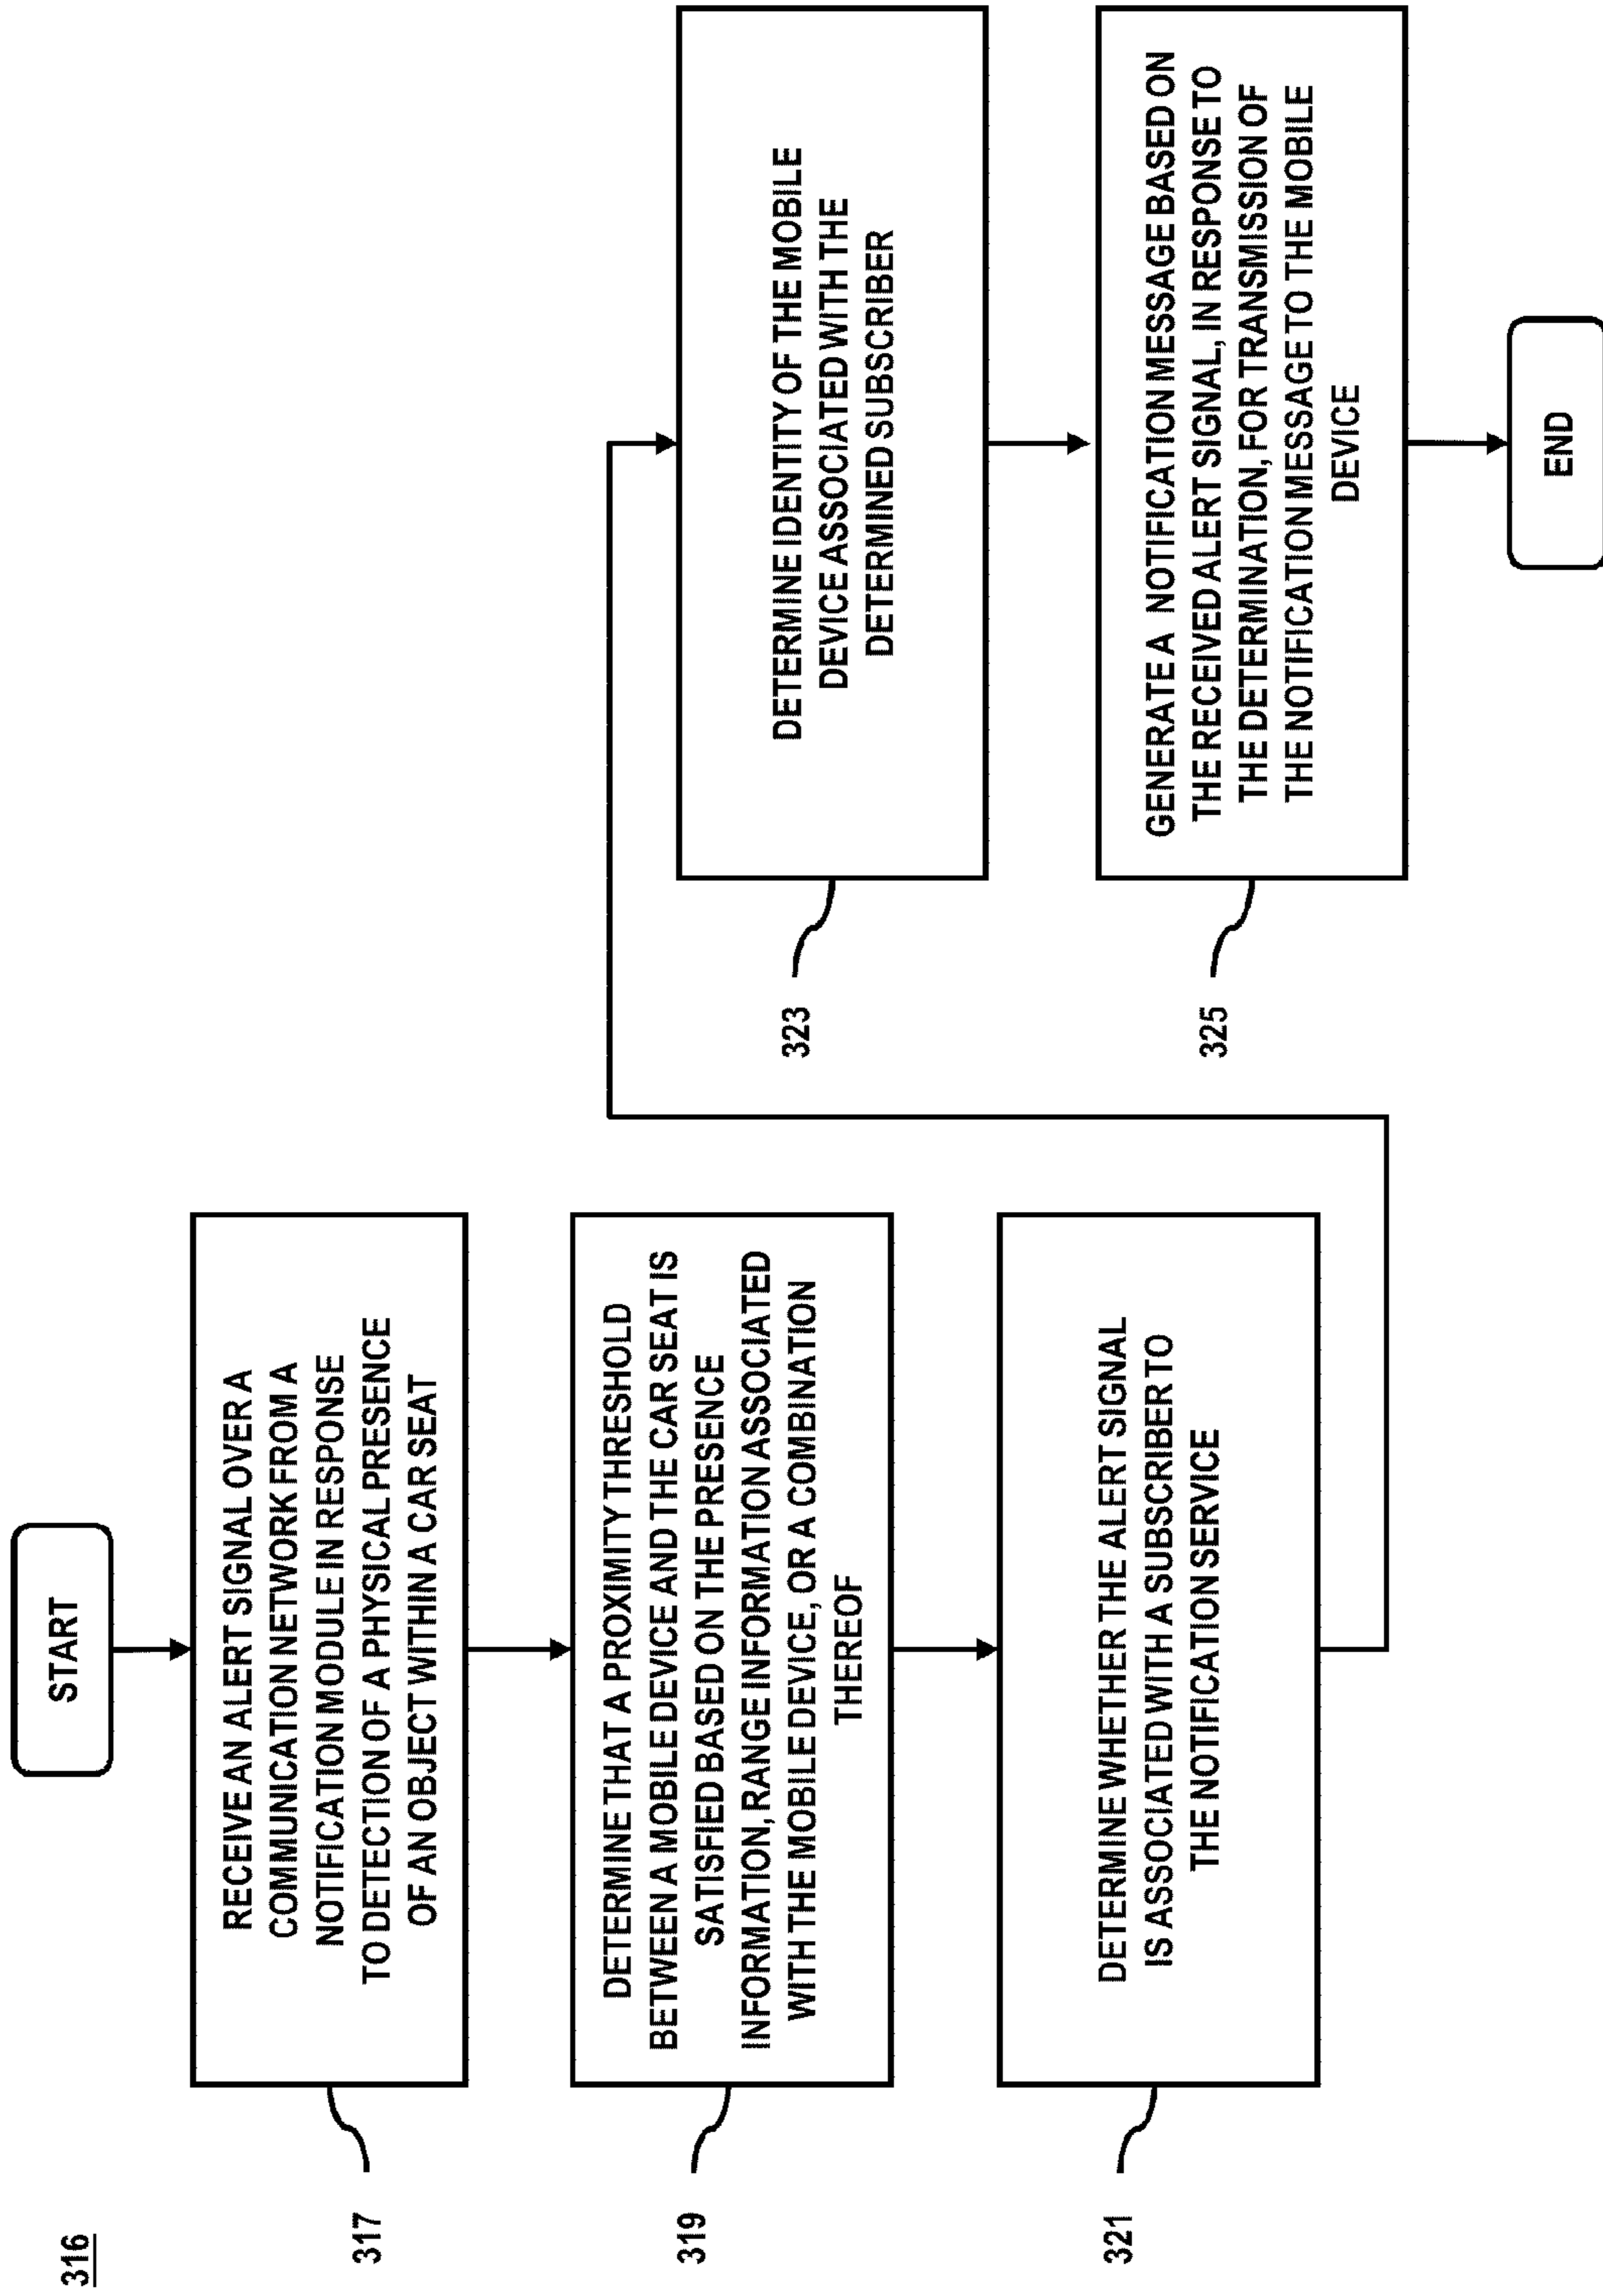 316
START
317
RECEIVE AN ALERT SIGNAL OVER A
COMMUNICATION NETWORK FROM A
NOTIFICATION MODULE IN RESPONSE
TO DETECTION OF A PHYSICAL PRESENCE
OF AN OBJECT WITHIN A CAR SEAT
319
DETERMINE THAT A PROXIMITY THRESHOLD
BETWEEN A MOBILE DEVICE AND THE CAR SEAT IS
SATISFIED BASED ON THE PRESENCE
INFORMATION, RANGE INFORMATION ASSOCIATED
WITH THE MOBILE DEVICE, OR A COMBINATION
THEREOF
321
DETERMINE WHETHER THE ALERT SIGNAL
IS ASSOCIATED WITH A SUBSCRIBER TO
THE NOTIFICATION SERVICE
323
DETERMINE IDENTITY OF THE MOBILE
DEVICE ASSOCIATED WITH THE
DETERMINED SUBSCRIBER
325
GENERATE A NOTIFICATION MESSAGE BASED ON
THE RECEIVED ALERT SIGNAL, IN RESPONSE TO
THE DETERMINATION, FOR TRANSMISSION OF
THE NOTIFICATION MESSAGE TO THE MOBILE
DEVICE
END